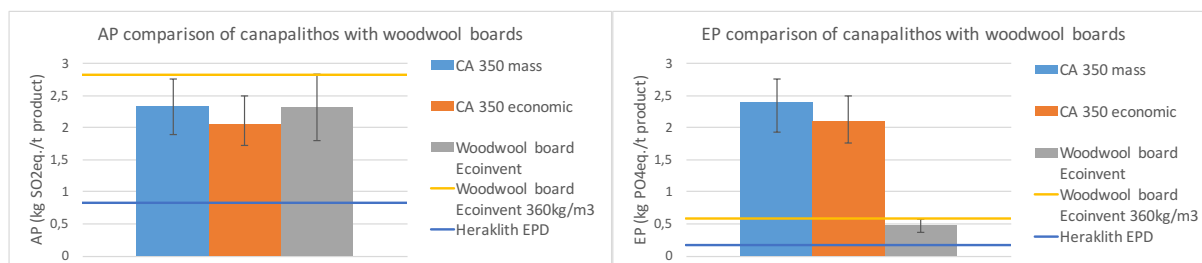 AP comparison of canapalithos with woodwool boards
AP (kg SO2eq./t product)
3
2,5
2
1,5
1
0,5
0
CA 350 mass
CA 350 economic
Woodwool board
Ecoinvent
Woodwool board
Ecoinvent 360kg/m3
Heraklith EPD
EP comparison of canapalithos with woodwool boards
EP (kg PO4eq./t product)
3
2,5
2
1,5
1
0,5
0
CA 350 mass
CA 350 economic
Woodwool board
Ecoinvent
Woodwool board
Ecoinvent 360kg/m3
Heraklith EPD